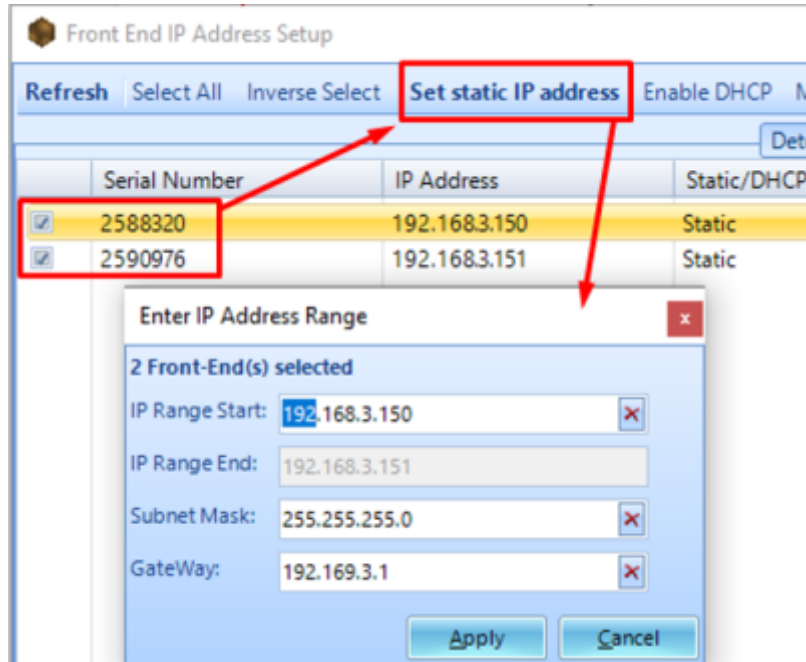 Front End IP Address Setup
Refresh Select All Inverse Select Set static IP address Enable DHCP
Serial Number IP Address Static/DHCP
2588320 192.168.3.150 Static
2590976 192.168.3.151 Static
Enter IP Address Range
2 Front-End(s) selected
IP Range Start: 192.168.3.150
IP Range End: 192.168.3.151
Subnet Mask: 255.255.255.0
GateWay: 192.169.3.1
Apply Cancel